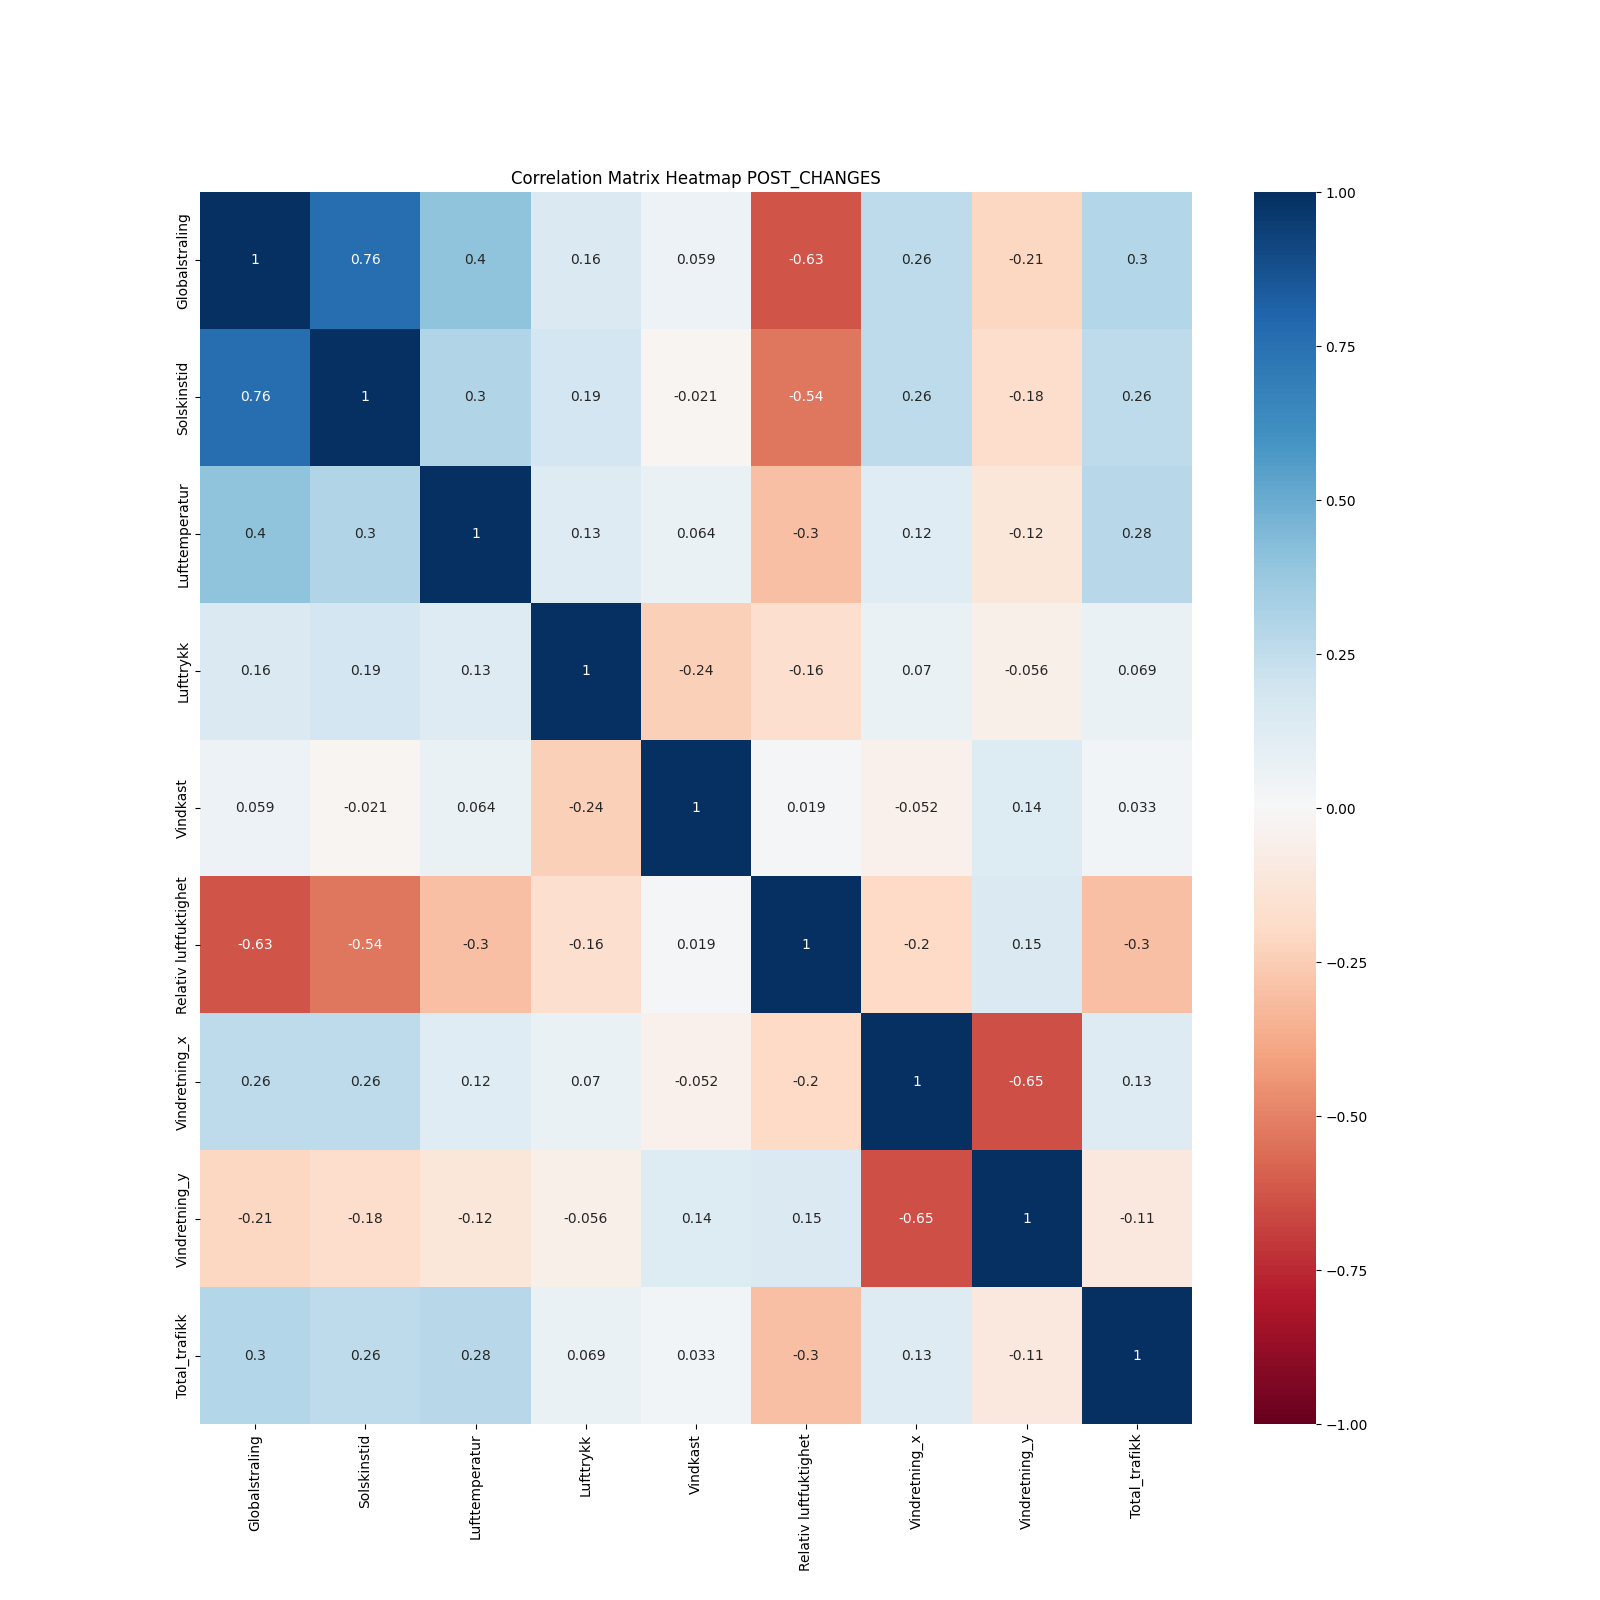 Correlation Matrix Heatmap POST_CHANGES
Globalstraling 1 0.76 0.4 0.16 0.059 -0.63 0.26 -0.21 0.3
Solskinstid 0.76 1 0.3 0.19 -0.021 -0.54 0.26 -0.18 0.26
Lufttemperatur 0.4 0.3 1 0.13 0.064 -0.3 0.12 -0.12 0.28
Lufttrykk 0.16 0.19 0.13 1 -0.24 -0.16 0.07 -0.056 0.069
Vindkast 0.059 -0.021 0.064 -0.24 1 0.019 -0.052 0.14 0.033
Relativ luftfuktighet -0.63 -0.54 -0.3 -0.16 0.019 1 -0.2 0.15 -0.3
Vindretning_x 0.26 0.26 0.12 0.07 -0.052 -0.2 1 -0.65 0.13
Vindretning_y -0.21 -0.18 -0.12 -0.056 0.14 0.15 -0.65 1 -0.11
Total_trafikk 0.3 0.26 0.28 0.069 0.033 -0.3 0.13 -0.11 1
Globalstraling Solskinstid Lufttemperatur Lufttrykk Vindkast Relativ luftfuktighet Vindretning_x Vindretning_y Total_trafikk
1.00
0.75
0.50
0.25
0.00
−0.25
−0.50
−0.75
−1.00